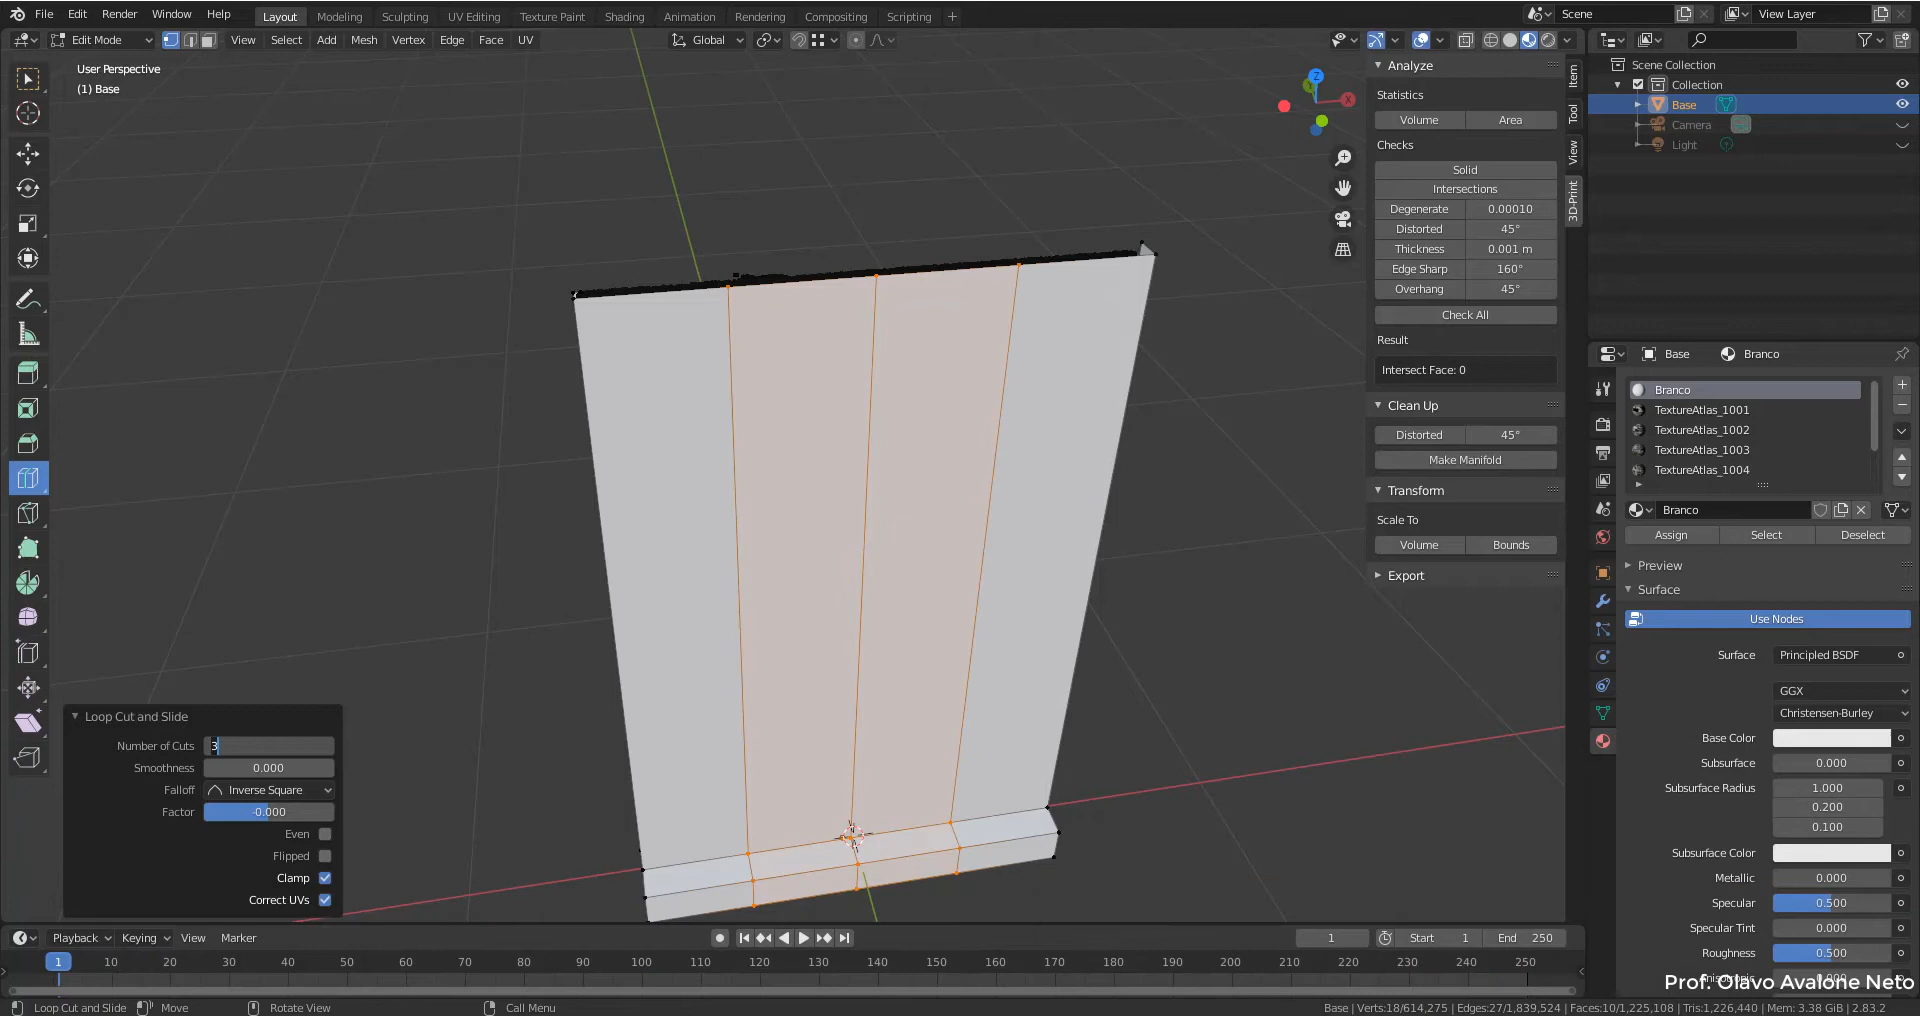 File Edit Render Window Help Layout Modeling Sculpting UV Editing Texture Paint Shading Animation Rendering Compositing Scripting + Scene View Layer
Edit Mode View Select Add Mesh Vertex Edge Face UV Global
User Perspective
(1) Base
Z
X
Analyze
Statistics
Volume Area
Checks
Solid
Intersections
Degenerate 0.00010
Distorted 45°
Thickness 0.001 m
Edge Sharp 160°
Overhang 45°
Check All
Result
Intersect Face: 0
Clean Up
Distorted 45°
Make Manifold
Transform
Scale To
Volume Bounds
Export
Item
Tool
View
3D-Print
Scene Collection
Collection
Base
Camera
Light
Base Branco
Branco
TextureAtlas_1001
TextureAtlas_1002
TextureAtlas_1003
TextureAtlas_1004
Branco
Assign Select Deselect
Preview
Surface
Use Nodes
Surface Principled BSDF
GGX
Christensen-Burley
Base Color
Subsurface 0.000
Subsurface Radius 1.000
0.200
0.100
Subsurface Color
Metallic 0.000
Specular 0.500
Specular Tint 0.000
Roughness 0.500
Loop Cut and Slide
Number of Cuts 3
Smoothness 0.000
Falloff Inverse Square
Factor -0.000
Even
Flipped
Clamp
Correct UVs
Playback Keying View Marker 1 Start 1 End 250
1 10 20 30 40 50 60 70 80 90 100 110 120 130 140 150 160 170 180 190 200 210 220 230 240 250
Prof. Olavo Avalone Neto
Loop Cut and Slide Move Rotate View Call Menu Base | Verts:18/614,275 | Edges:27/1,839,524 | Faces:10/1,225,108 | Tris:1,226,440 | Mem: 3.38 GiB | 2.83.2